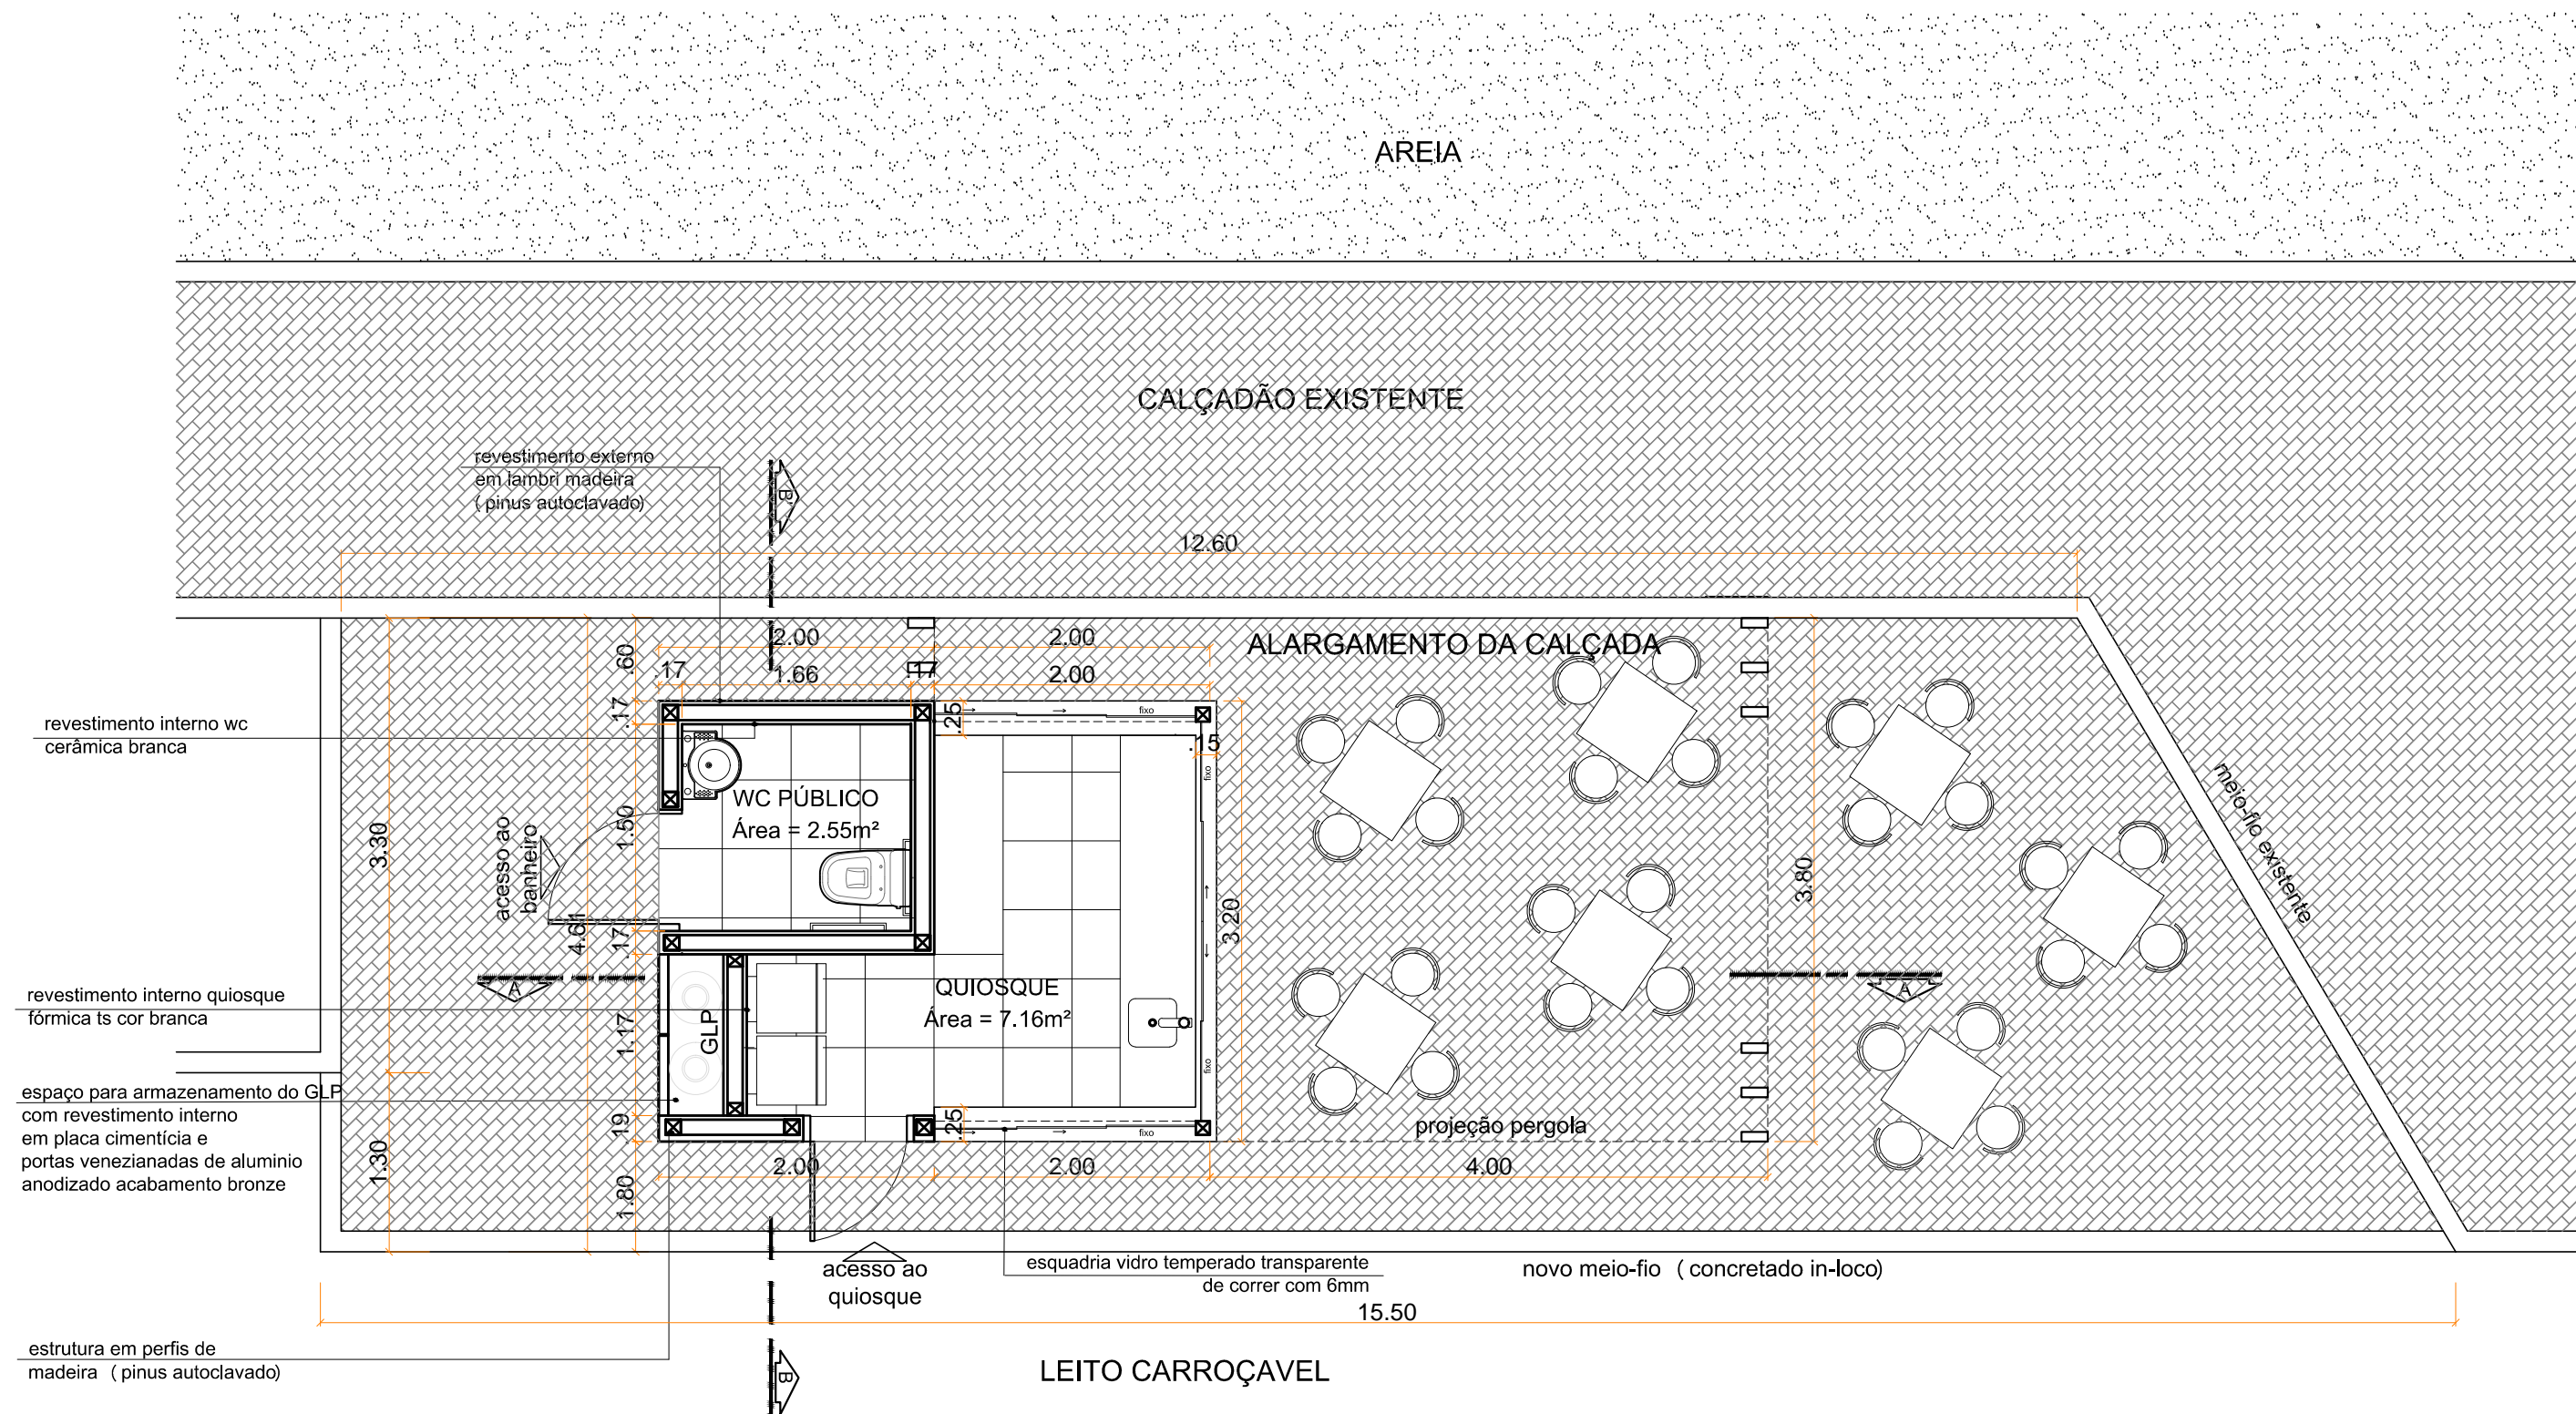 AREIA
CALÇADÃO EXISTENTE
revestimento externo
em lambri madeira
( pinus autoclavado)
B'
12.60
ALARGAMENTO DA CALÇADA
2.00
2.00
.60
.17
1.66
.17
2.00
.17
.25
fixo
.15
fixo
revestimento interno wc
cerâmica branca
WC PÚBLICO
Área = 2.55m²
1.50
3.30
acesso ao
banheiro
4.61
.17
3.20
3.80
meio-fio existente
A
A
revestimento interno quiosque
fórmica ts cor branca
QUIOSQUE
Área = 7.16m²
GLP
1.17
fixo
espaço para armazenamento do GLP
com revestimento interno
em placa cimentícia e
portas venezianadas de aluminio
anodizado acabamento bronze
.19
.25
fixo
projeção pergola
1.30
1.80
2.00
2.00
4.00
acesso ao
quiosque
esquadria vidro temperado transparente
de correr com 6mm
novo meio-fio ( concretado in-loco)
15.50
estrutura em perfis de
madeira ( pinus autoclavado)
B
LEITO CARROÇAVEL